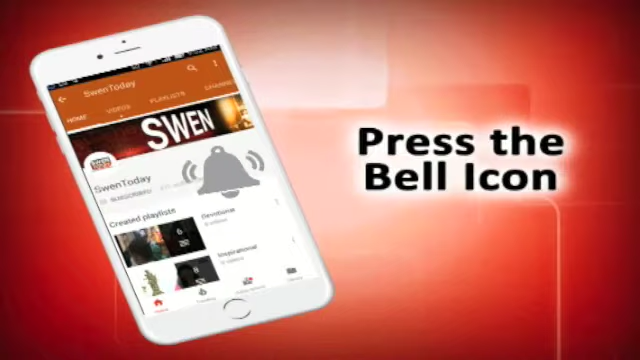 SwenToday
HOME VIDEOS PLAYLISTS
SWEN
SwenToday
Created playlists
Devotional
Inspirational
Press the
Bell Icon